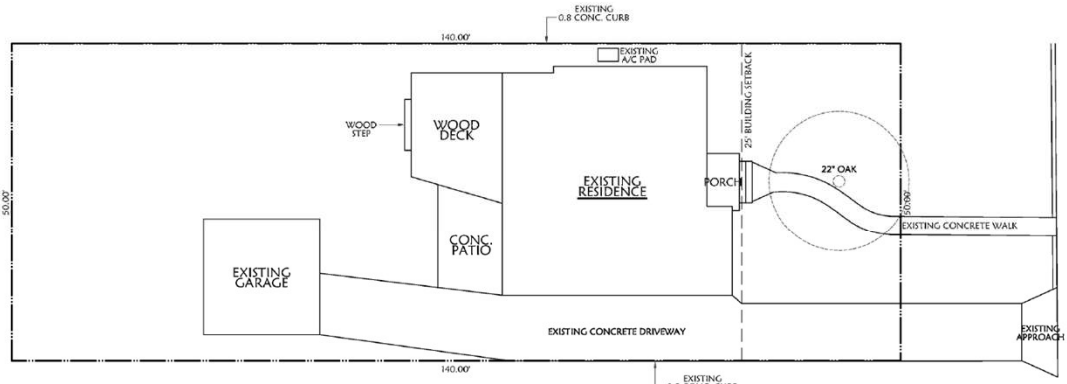 EXISTING
0.8 CONC. CURB
140.00'
EXISTING
A/C PAD
25' BUILDING SETBACK
WOOD
STEP
WOOD
DECK
22" OAK
EXISTING
RESIDENCE
PORCH
50.00'
50.00'
EXISTING CONCRETE WALK
CONC.
PATIO
EXISTING
GARAGE
EXISTING CONCRETE DRIVEWAY
EXISTING
APPROACH
140.00'
EXISTING